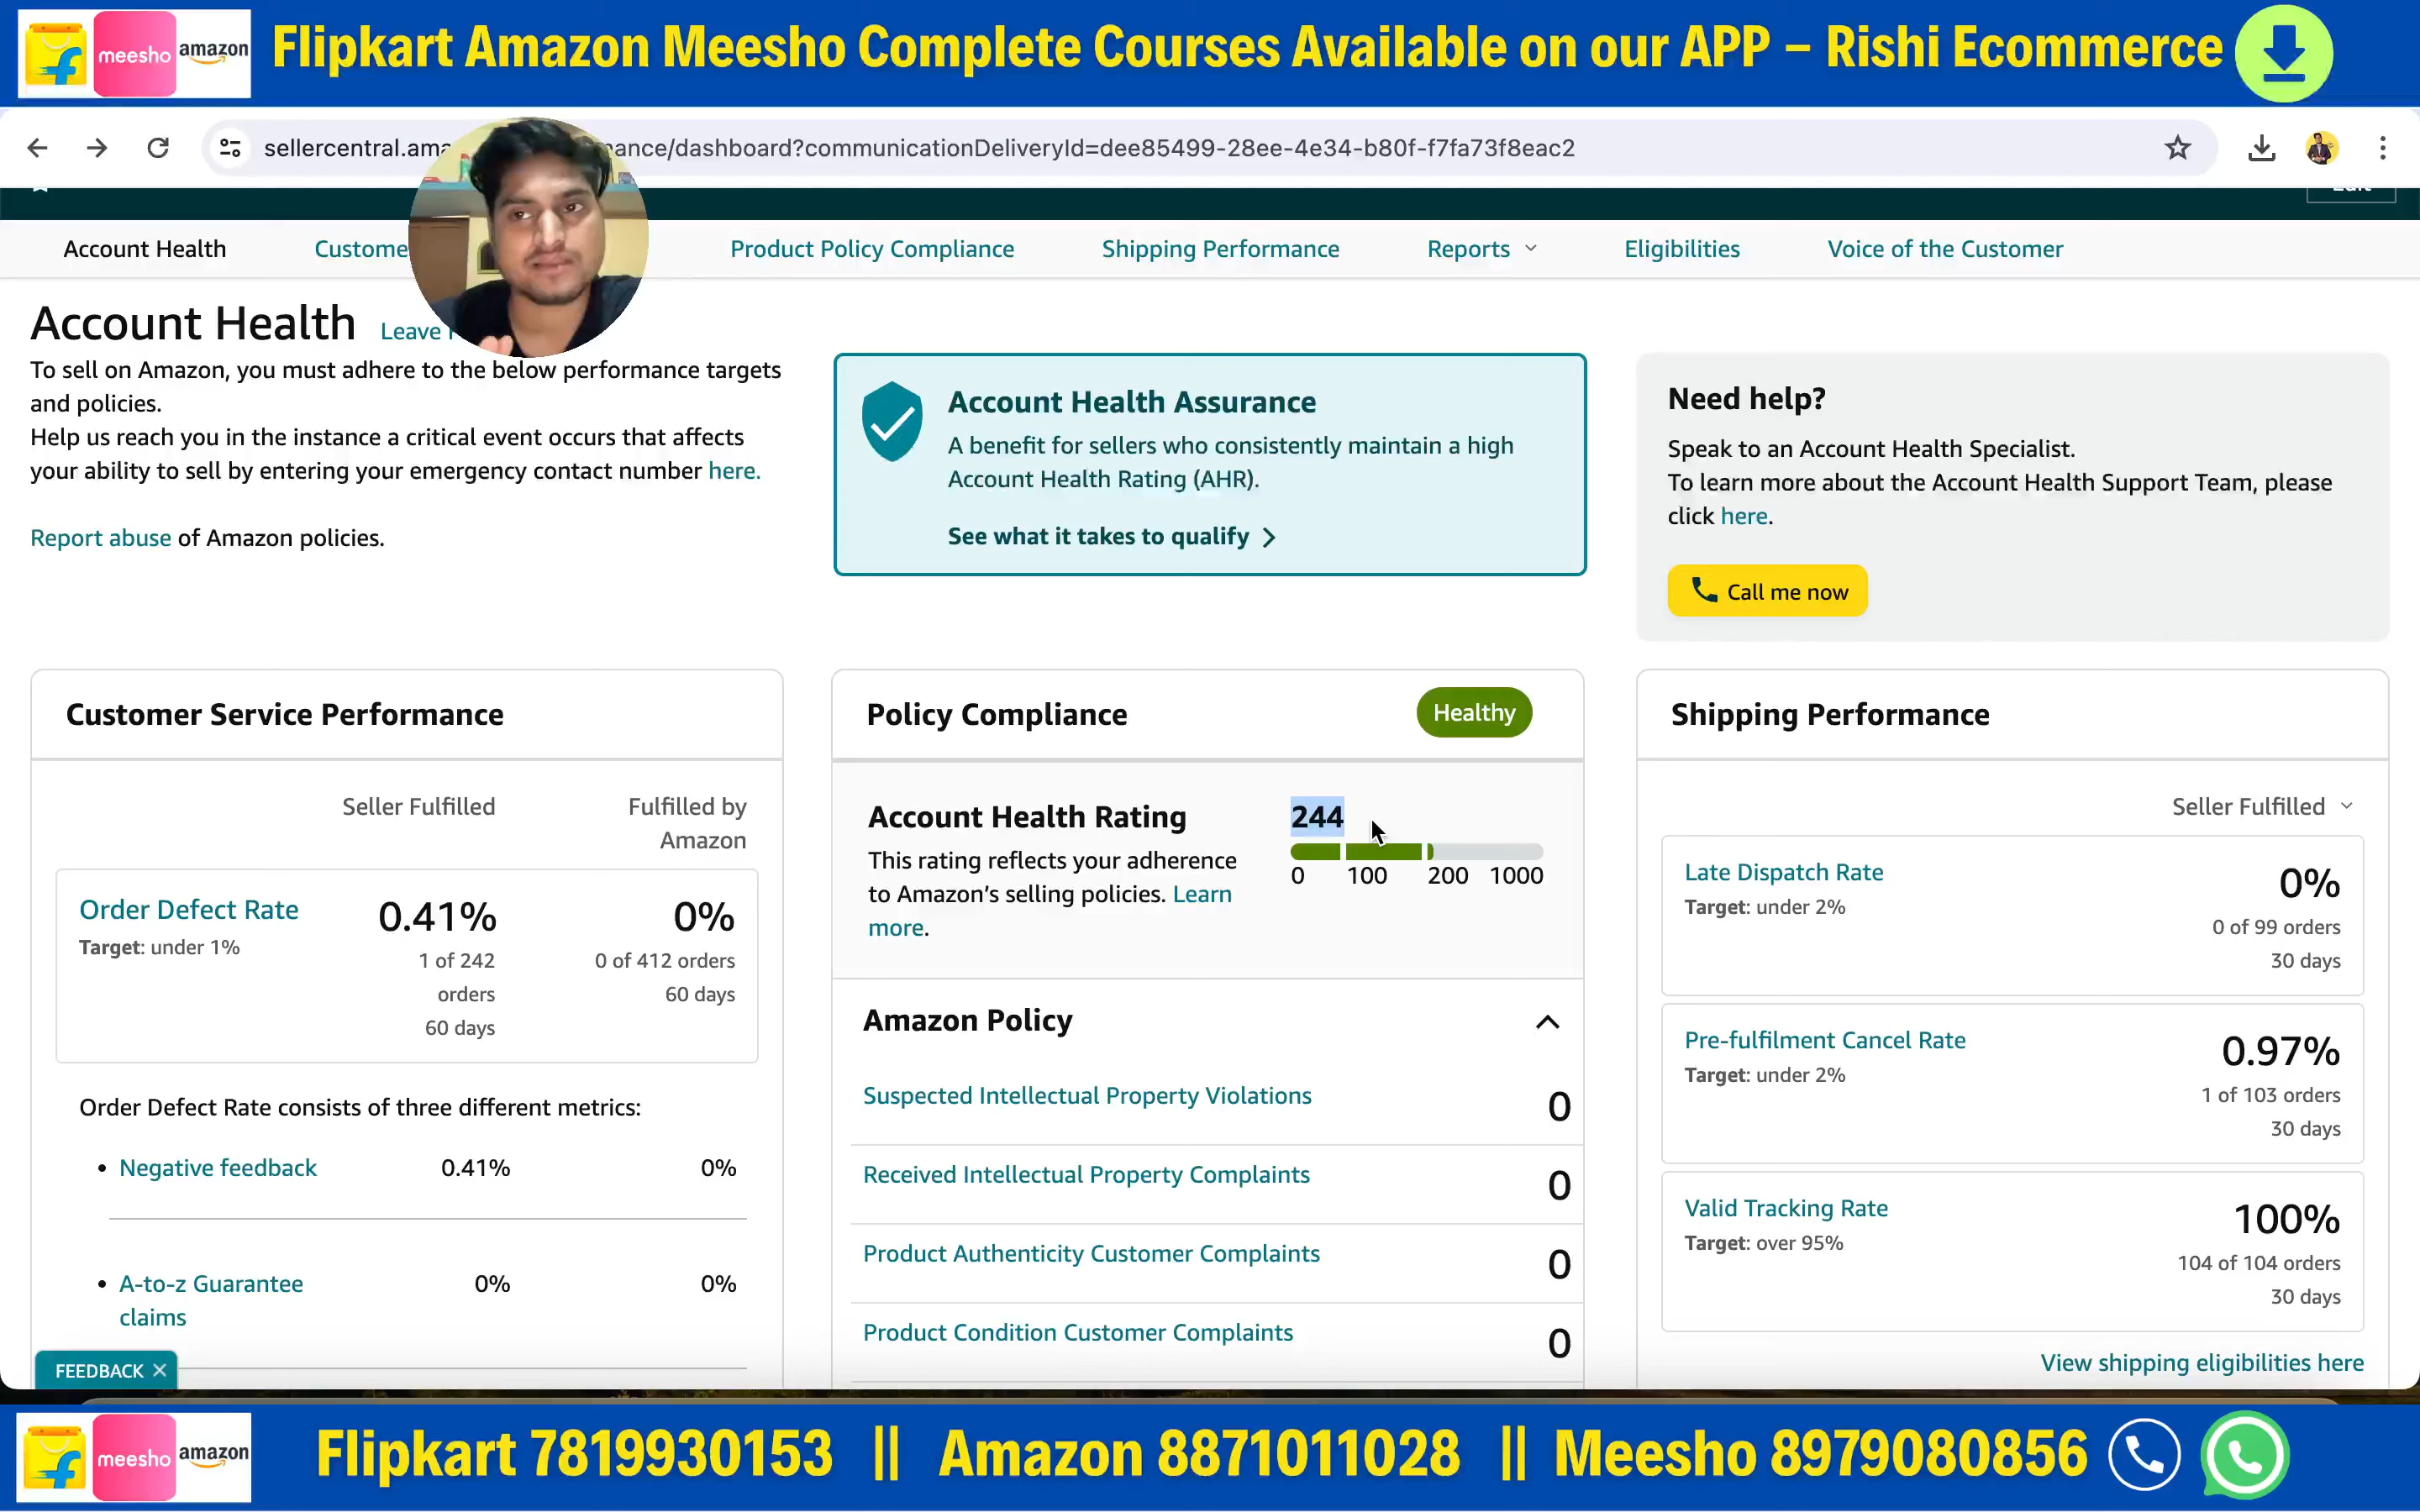 meesho amazon Flipkart Amazon Meesho Complete Courses Available on our APP – Rishi Ecommerce
sellercentral.ama nance/dashboard?communicationDeliveryId=dee85499-28ee-4e34-b80f-f7fa73f8eac2
Account Health Custome Product Policy Compliance Shipping Performance Reports Eligibilities Voice of the Customer
Account Health Leave
To sell on Amazon, you must adhere to the below performance targets
and policies.
Help us reach you in the instance a critical event occurs that affects
your ability to sell by entering your emergency contact number here.
Report abuse of Amazon policies.
Account Health Assurance
A benefit for sellers who consistently maintain a high
Account Health Rating (AHR).
See what it takes to qualify
Need help?
Speak to an Account Health Specialist.
To learn more about the Account Health Support Team, please
click here.
Call me now
Customer Service Performance
Seller Fulfilled Fulfilled by
Amazon
Order Defect Rate 0.41% 0%
Target: under 1%
1 of 242 0 of 412 orders
orders 60 days
60 days
Order Defect Rate consists of three different metrics:
• Negative feedback 0.41% 0%
• A-to-z Guarantee 0% 0%
claims
FEEDBACK ×
Policy Compliance Healthy
Account Health Rating 244
This rating reflects your adherence
to Amazon’s selling policies. Learn
more.
0 100 200 1000
Amazon Policy
Suspected Intellectual Property Violations 0
Received Intellectual Property Complaints 0
Product Authenticity Customer Complaints 0
Product Condition Customer Complaints 0
Shipping Performance
Seller Fulfilled
Late Dispatch Rate 0%
Target: under 2%
0 of 99 orders
30 days
Pre-fulfilment Cancel Rate 0.97%
Target: under 2%
1 of 103 orders
30 days
Valid Tracking Rate 100%
Target: over 95%
104 of 104 orders
30 days
View shipping eligibilities here
meesho amazon Flipkart 7819930153 || Amazon 8871011028 || Meesho 8979080856